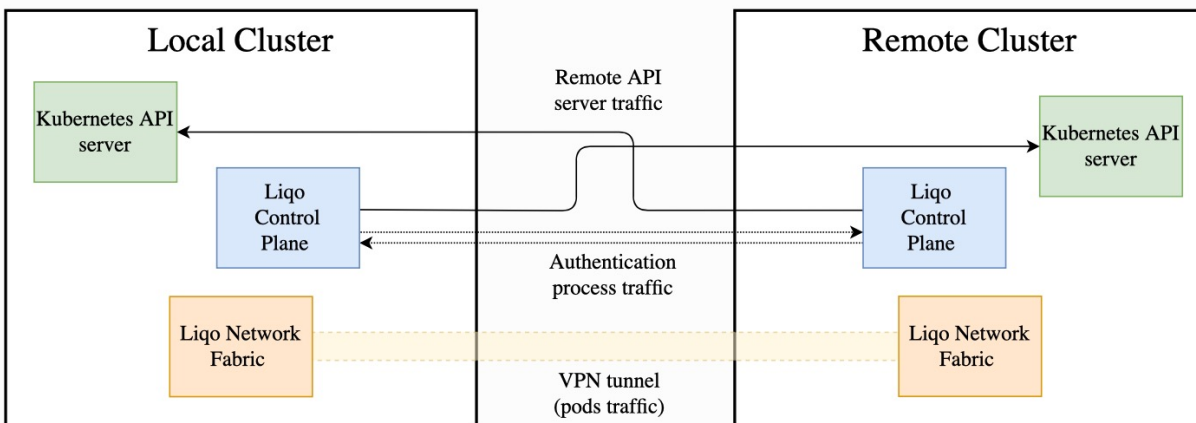 Local Cluster
Remote Cluster
Remote API
server traffic
Kubernetes API
server
Kubernetes API
server
Liqo
Control
Plane
Liqo
Control
Plane
Authentication
process traffic
Liqo Network
Fabric
Liqo Network
Fabric
VPN tunnel
(pods traffic)